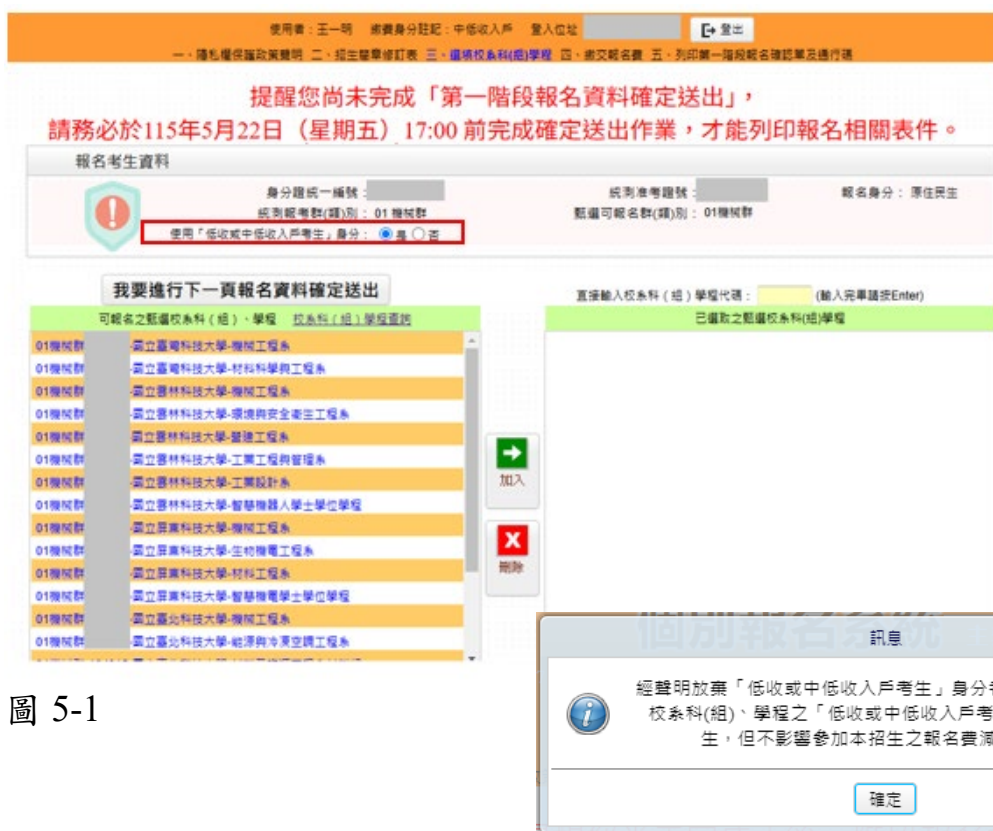 使用者：王一明 繳費身分註記：中低收入戶 登入位址 登出
一、隱私權保護政策聲明 二、招生簡章修訂表 三、選填校系科(組)學程 四、繳交報名費 五、列印第一階段報名確認單及通行碼
提醒您尚未完成「第一階段報名資料確定送出」，
請務必於115年5月22日（星期五）17:00 前完成確定送出作業，才能列印報名相關表件。
報名考生資料
身分證統一編號： 統測准考證號： 報名身分： 原住民生
統測報考群(類)別： 01 機械群 甄選可報名群(類)別： 01機械群
使用「低收或中低收入戶考生」身分： 是 否
我要進行下一頁報名資料確定送出
直接輸入校系科（組）學程代碼： (輸入完畢請按Enter)
可報名之甄選校系科（組）、學程 校系科（組）學程查詢
已選取之甄選校系科(組)學程
01機械群 -國立臺灣科技大學-機械工程系
01機械群 -國立臺灣科技大學-材料科學與工程系
01機械群 -國立雲林科技大學-機械工程系
01機械群 -國立雲林科技大學-環境與安全衛生工程系
01機械群 -國立雲林科技大學-營建工程系
01機械群 -國立雲林科技大學-工業工程與管理系
01機械群 -國立雲林科技大學-工業設計系
01機械群 -國立雲林科技大學-智慧機器人學士學位學程
01機械群 -國立屏東科技大學-機械工程系
01機械群 -國立屏東科技大學-生物機電工程系
01機械群 -國立屏東科技大學-材料工程系
01機械群 -國立屏東科技大學-智慧機電學士學位學程
01機械群 -國立臺北科技大學-機械工程系
01機械群 -國立臺北科技大學-能源與冷凍空調工程系
加入
刪除
個別報名系統
訊息
經聲明放棄「低收或中低收入戶考生」身分
校系科(組)、學程之「低收或中低收入戶考
生，但不影響參加本招生之報名費減
確定
圖 5-1